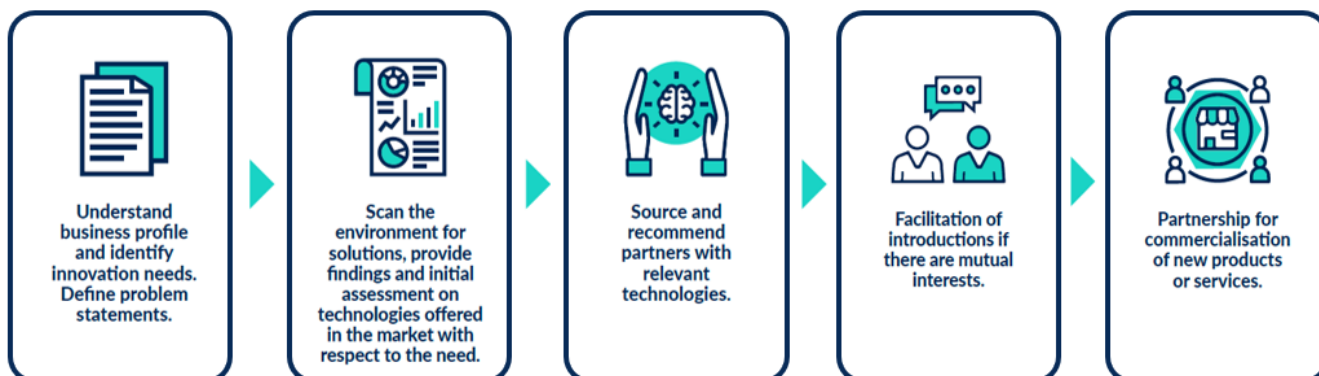 Understand
business profile
and identify
innovation needs.
Define problem
statements.
Scan the
environment for
solutions, provide
findings and initial
assessment on
technologies offered
in the market with
respect to the need.
Source and
recommend
partners with
relevant
technologies.
Facilitation of
introductions if
there are mutual
interests.
Partnership for
commercialisation
of new products
or services.